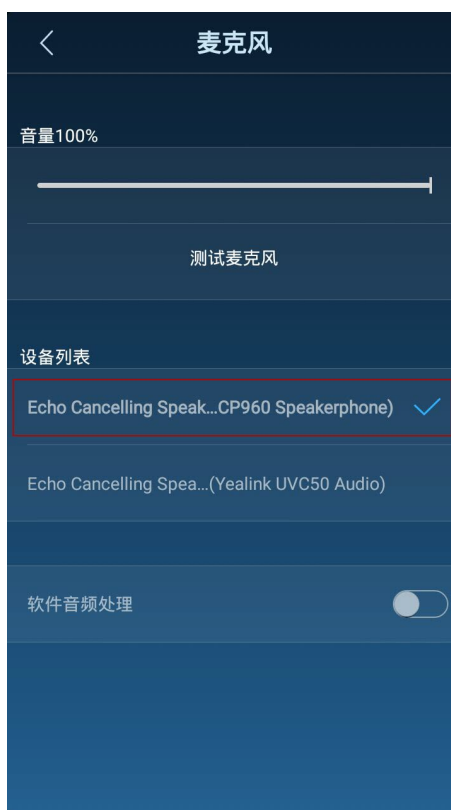 麦克风
音量100%
测试麦克风
设备列表
Echo Cancelling Speak...CP960 Speakerphone)
Echo Cancelling Spea...(Yealink UVC50 Audio)
软件音频处理